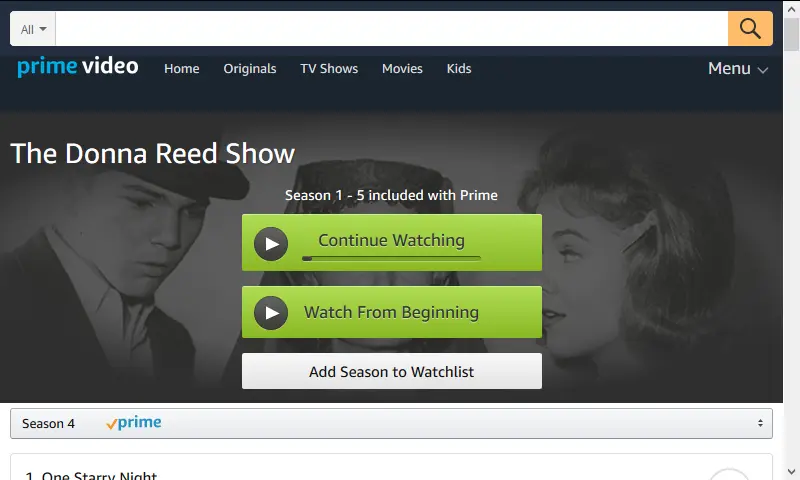 All
prime video
Home Originals TV Shows Movies Kids
Menu
The Donna Reed Show
Season 1 - 5 included with Prime
Continue Watching
Watch From Beginning
Add Season to Watchlist
Season 4 prime
1. One Starry Night